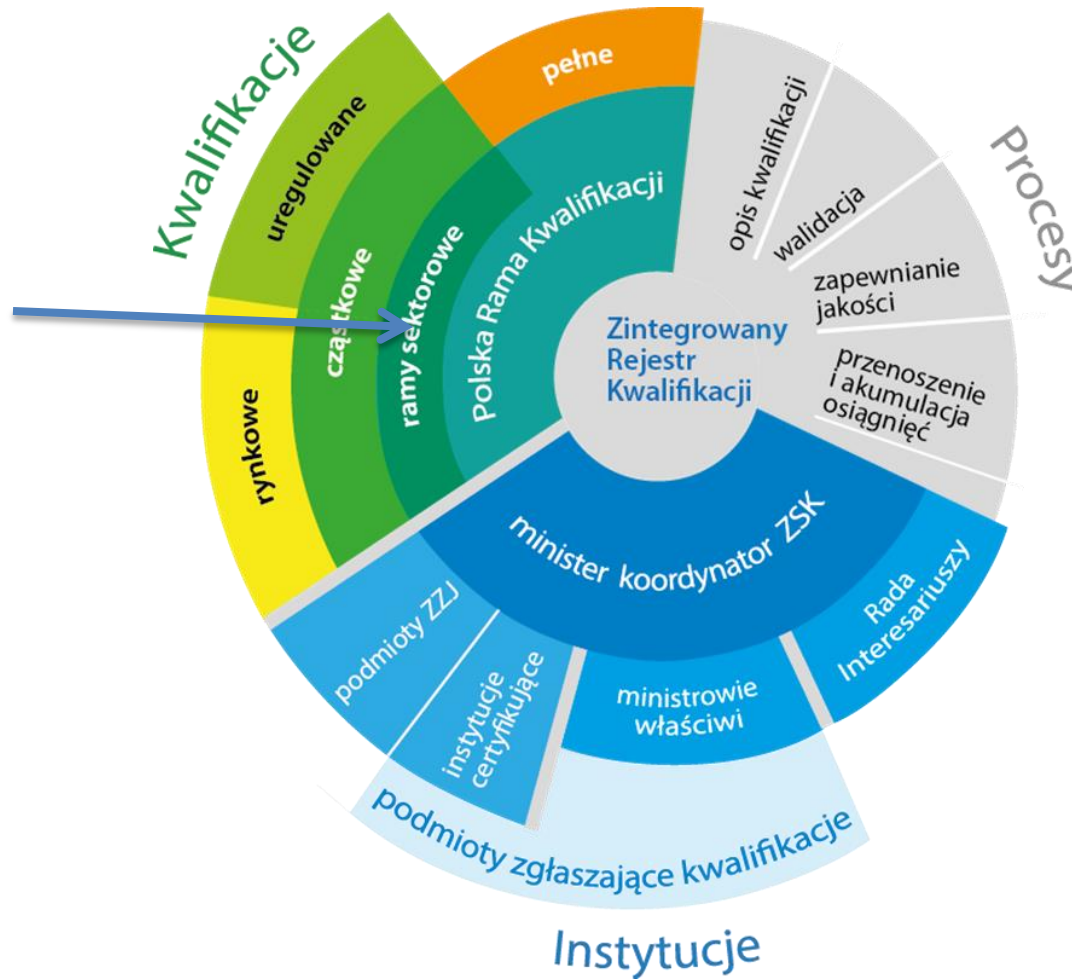 Kwalifikacje
uregulowane
rynkowe
cząstkowe
pełne
ramy sektorowe
Polska Rama Kwalifikacji
Zintegrowany
Rejestr
Kwalifikacji
Procesy
opis kwalifikacji
walidacja
zapewnianie
jakości
przenoszenie
i akumulacja
osiągnięć
minister koordynator ZSK
podmioty ZZJ
instytucje
certyfikujące
ministrowie
właściwi
Rada
Interesariuszy
podmioty zgłaszające kwalifikacje
Instytucje